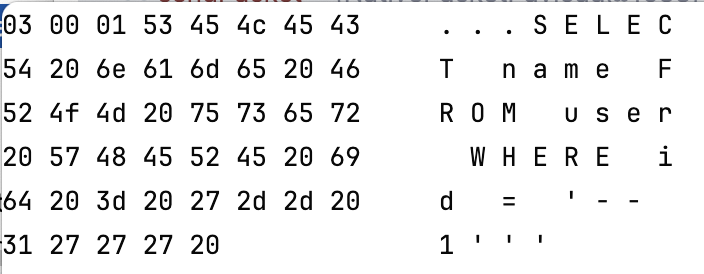 03 00 01 53 45 4c 45 43 . . . S E L E C
54 20 6e 61 6d 65 20 46 T n a m e F
52 4f 4d 20 75 73 65 72 R O M u s e r
20 57 48 45 52 45 20 69 W H E R E i
64 20 3d 20 27 2d 2d 20 d = ' - -
31 27 27 27 20 1 ' ' '